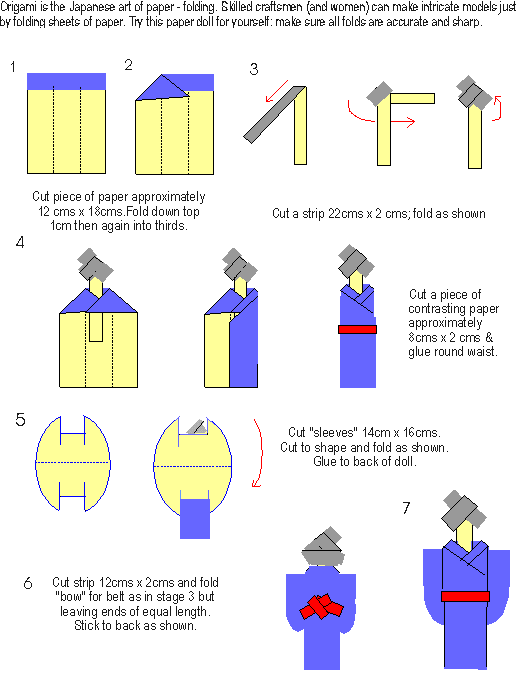 Origami is the Japanese art of paper - folding. Skilled craftsmen (and women) can make intricate models just
by folding sheets of paper. Try this paper doll for yourself: make sure all folds are accurate and sharp.
1
2
3
Cut piece of paper approximately
12 cms x 18cms.Fold down top
1cm then again into thirds.
Cut a strip 22cms x 2 cms; fold as shown
4
Cut a piece of
contrasting paper
approximately
8cms x 2 cms &
glue round waist.
5
Cut "sleeves" 14cm x 16cms.
Cut to shape and fold as shown.
Glue to back of doll.
6
Cut strip 12cms x 2cms and fold
"bow" for belt as in stage 3 but
leaving ends of equal length.
Stick to back as shown.
7